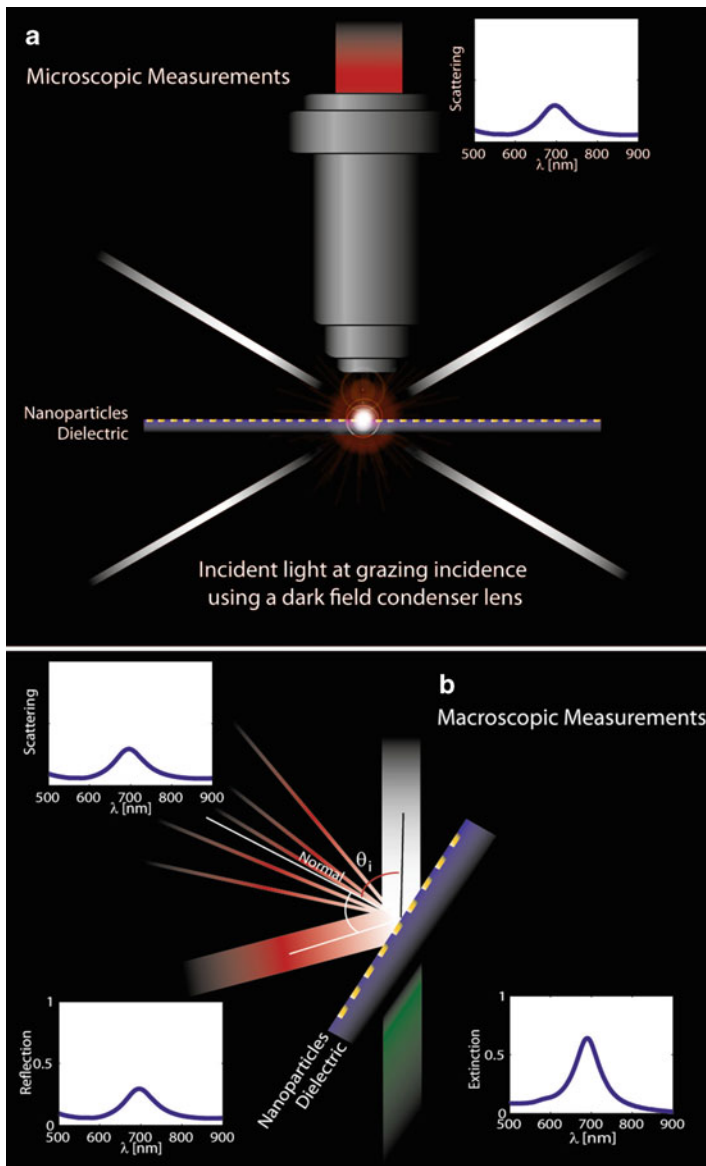 a
Microscopic Measurements
Scattering
500 600 700 800 900
λ [nm]
Nanoparticles
Dielectric
Incident light at grazing incidence
using a dark field condenser lens
b
Macroscopic Measurements
Scattering
500 600 700 800 900
λ [nm]
Normal
θi
Nanoparticles
Dielectric
1
0.5
0
Reflection
500 600 700 800 900
λ [nm]
1
0.5
0
Extinction
500 600 700 800 900
λ [nm]